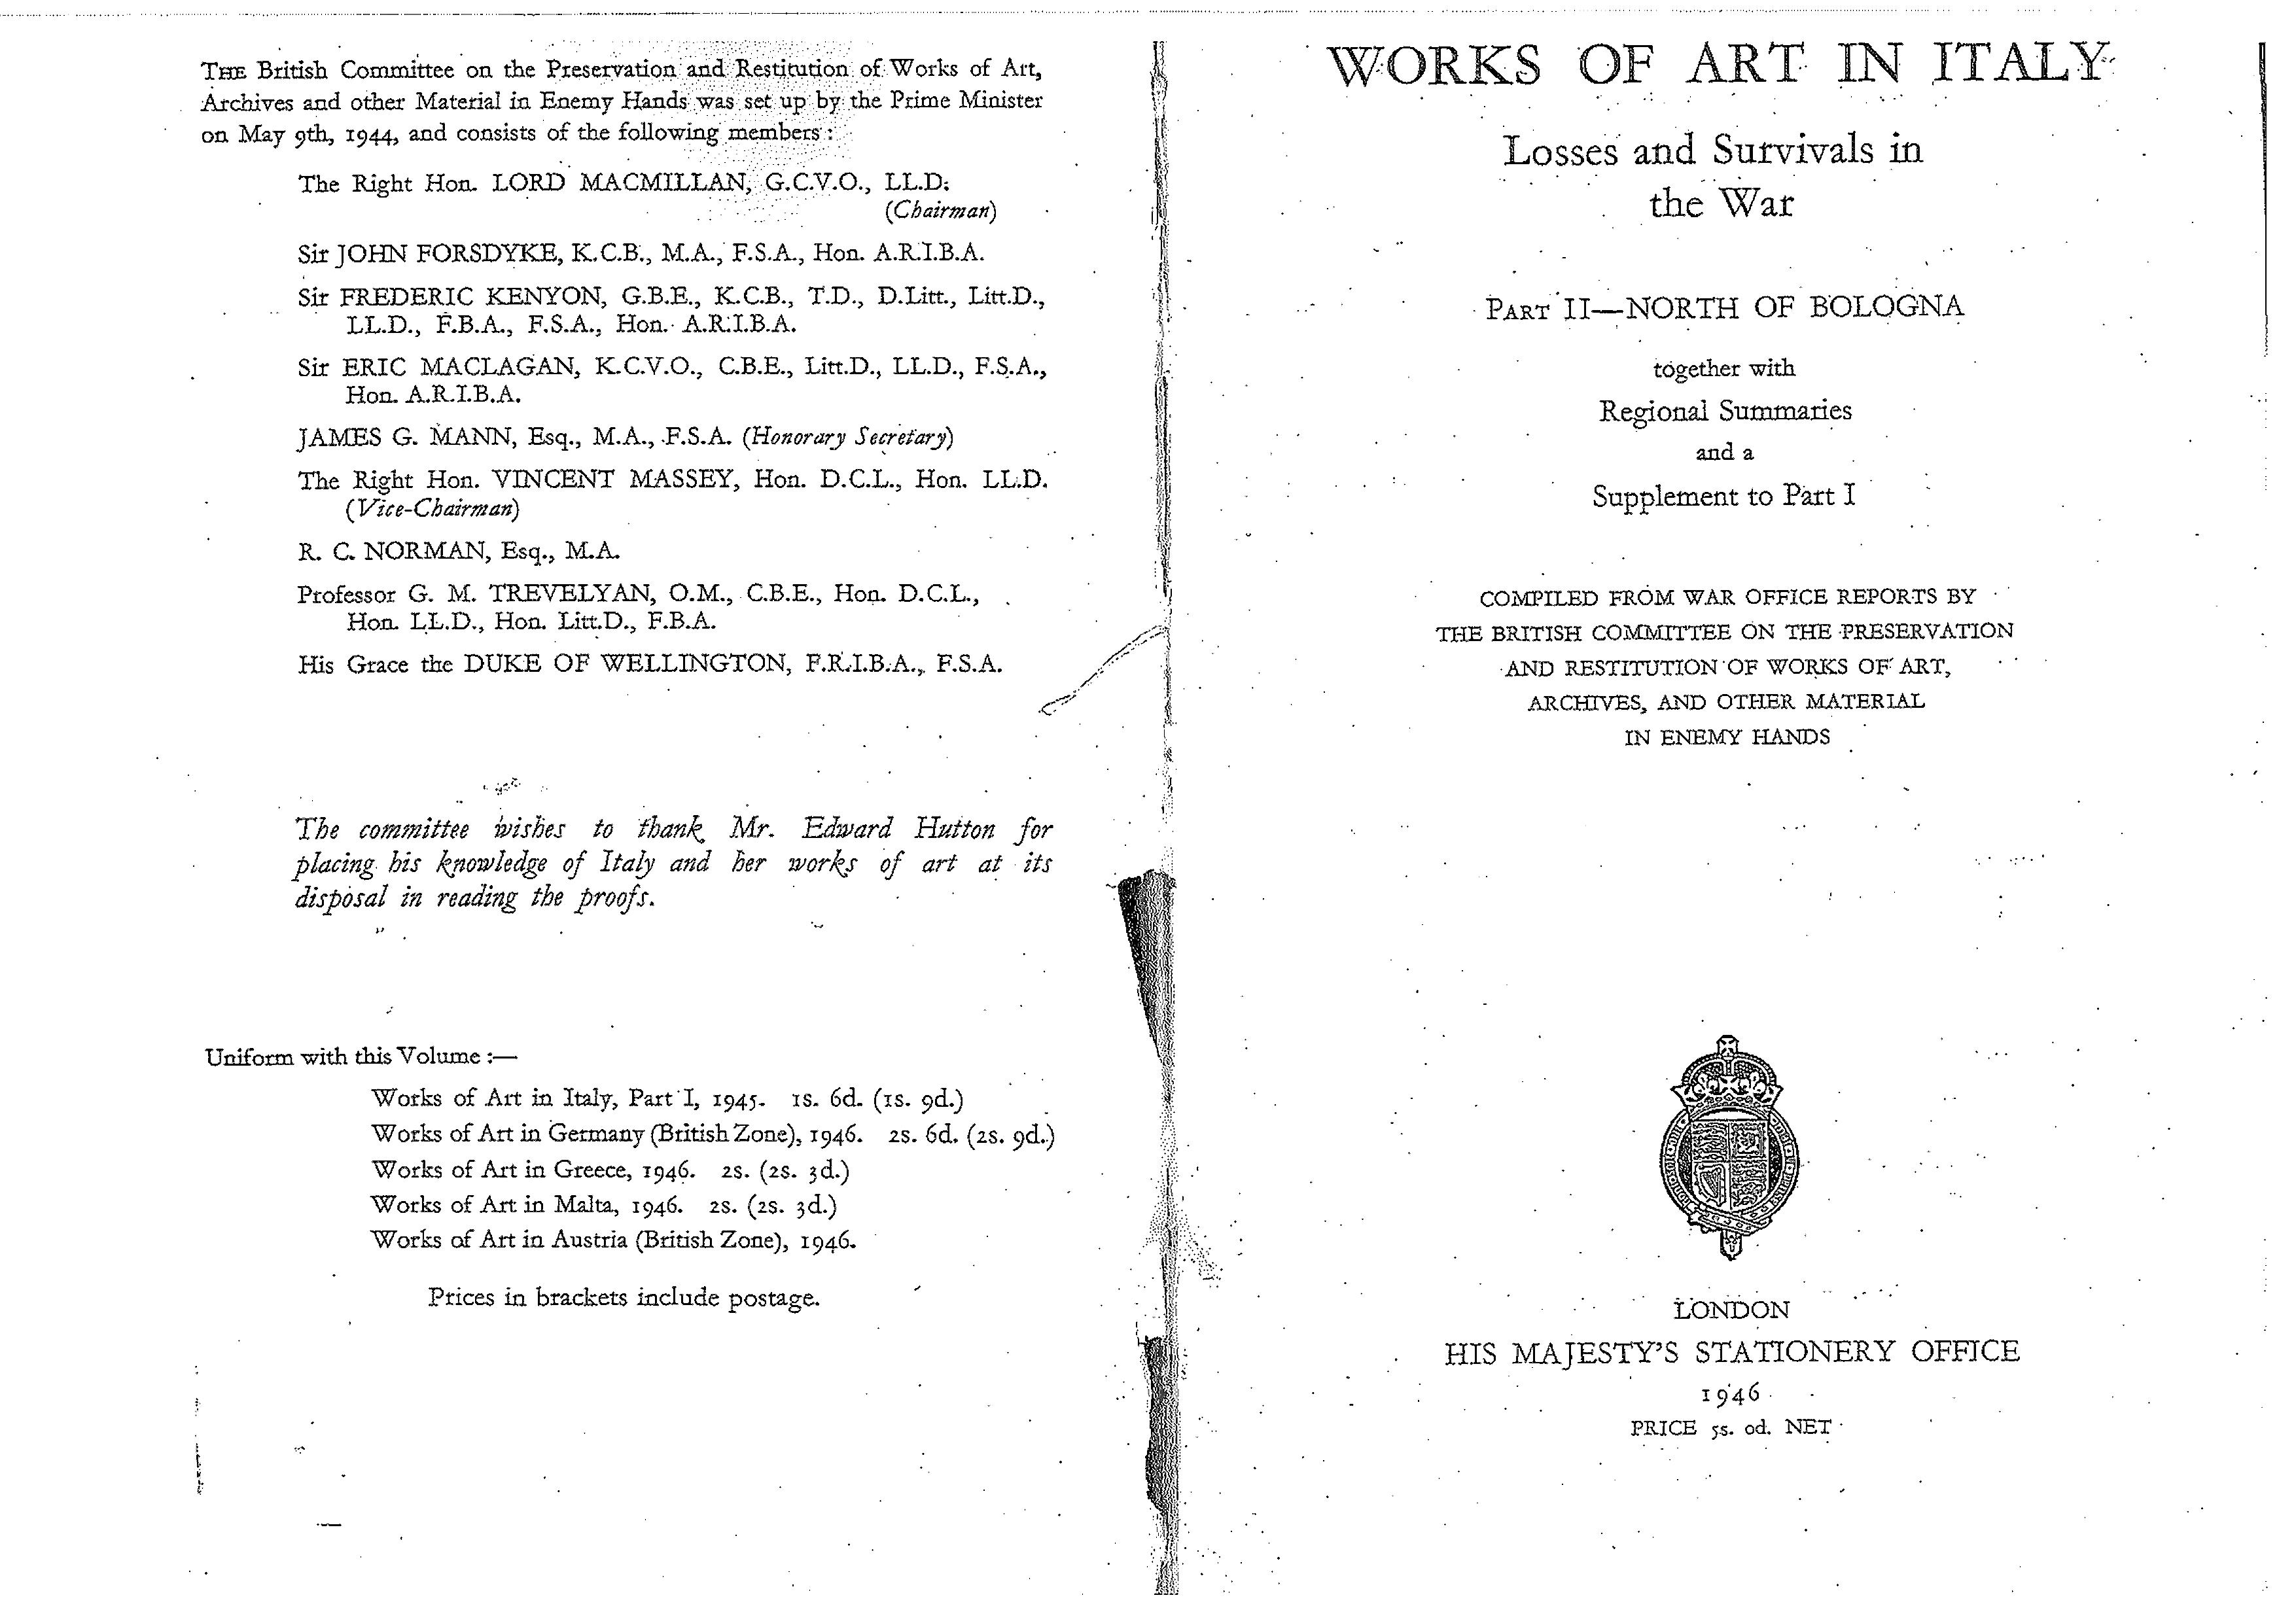 THE British Committee on the Preservation and Restitution of Works of Art,
Archives and other Material in Enemy Hands was set up by the Prime Minister
on May 9th, 1944, and consists of the following members :
The Right Hon. LORD MACMILLAN, G.C.V.O., LL.D.
(Chairman)
Sir JOHN FORSDYKE, K.C.B., M.A., F.S.A., Hon. A.R.I.B.A.
Sir FREDERIC KENYON, G.B.E., K.C.B., T.D., D.Litt., Litt.D.,
LL.D., F.B.A., F.S.A., Hon. A.R.I.B.A.
Sir ERIC MACLAGAN, K.C.V.O., C.B.E., Litt.D., LL.D., F.S.A.,
Hon. A.R.I.B.A.
JAMES G. MANN, Esq., M.A., F.S.A. (Honorary Secretary)
The Right Hon. VINCENT MASSEY, Hon. D.C.L., Hon. LL.D.
(Vice-Chairman)
R. C. NORMAN, Esq., M.A.
Professor G. M. TREVELYAN, O.M., C.B.E., Hon. D.C.L.,
Hon. LL.D., Hon. Litt.D., F.B.A.
His Grace the DUKE OF WELLINGTON, F.R.I.B.A., F.S.A.
The committee wishes to thank Mr. Edward Hutton for
placing his knowledge of Italy and her works of art at its
disposal in reading the proofs.
Uniform with this Volume :—
Works of Art in Italy, Part I, 1945. 1s. 6d. (1s. 9d.)
Works of Art in Germany (British Zone), 1946. 2s. 6d. (2s. 9d.)
Works of Art in Greece, 1946. 2s. (2s. 3d.)
Works of Art in Malta, 1946. 2s. (2s. 3d.)
Works of Art in Austria (British Zone), 1946.
Prices in brackets include postage.
WORKS OF ART IN ITALY
Losses and Survivals in
the War
PART II—NORTH OF BOLOGNA
together with
Regional Summaries
and a
Supplement to Part I
COMPILED FROM WAR OFFICE REPORTS BY
THE BRITISH COMMITTEE ON THE PRESERVATION
AND RESTITUTION OF WORKS OF ART,
ARCHIVES, AND OTHER MATERIAL
IN ENEMY HANDS
LONDON
HIS MAJESTY'S STATIONERY OFFICE
1946
PRICE 5s. 0d. NET